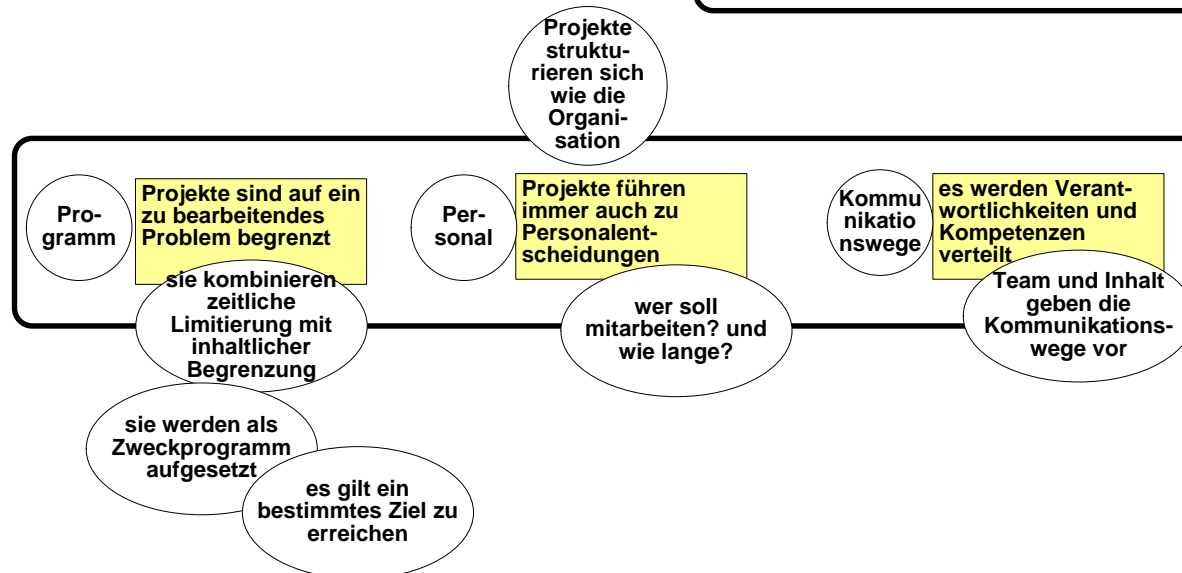 Projekte
struktu-
rieren sich
wie die
Organi-
sation
Pro-
gramm
Projekte sind auf ein
zu bearbeitendes
Problem begrenzt
sie kombinieren
zeitliche
Limitierung mit
inhaltlicher
Begrenzung
sie werden als
Zweckprogramm
aufgesetzt
es gilt ein
bestimmtes Ziel zu
erreichen
Per-
sonal
Projekte führen
immer auch zu
Personalent-
scheidungen
wer soll
mitarbeiten? und
wie lange?
Kommu
nikatio
nswege
es werden Verant-
wortlichkeiten und
Kompetenzen
verteilt
Team und Inhalt
geben die
Kommunikations-
wege vor